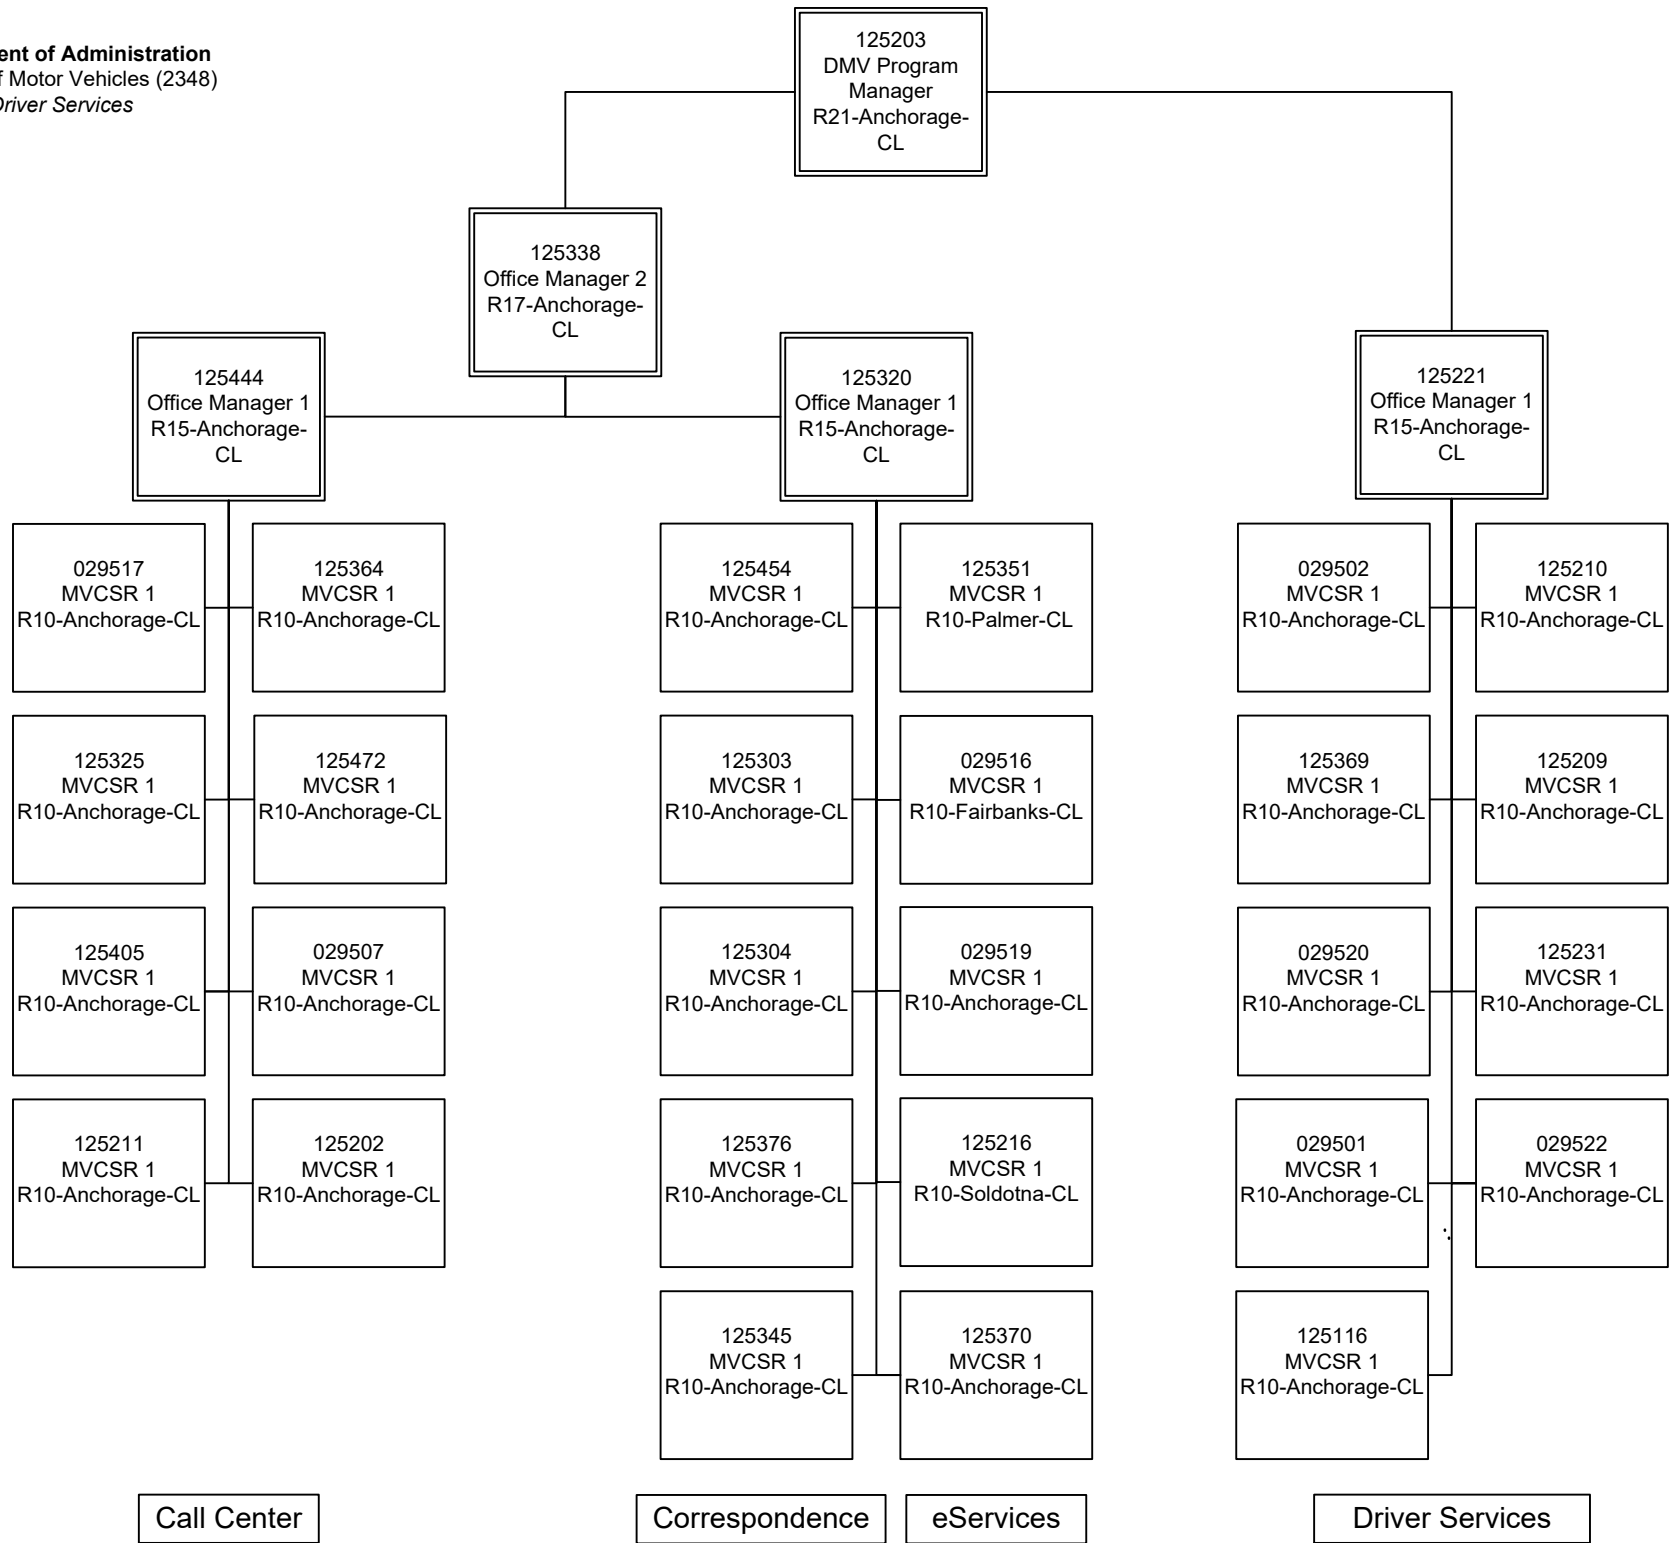 of Administration
Motor Vehicles (2348)
Driver Services
125203
DMV Program
Manager
R21-Anchorage-
CL
125338
Office Manager 2
R17-Anchorage-
CL
125444
Office Manager 1
R15-Anchorage-
CL
125320
Office Manager 1
R15-Anchorage-
CL
125221
Office Manager 1
R15-Anchorage-
CL
029517
MVCSR 1
R10-Anchorage-CL
125364
MVCSR 1
R10-Anchorage-CL
125454
MVCSR 1
R10-Anchorage-CL
125351
MVCSR 1
R10-Palmer-CL
029502
MVCSR 1
R10-Anchorage-CL
125210
MVCSR 1
R10-Anchorage-CL
125325
MVCSR 1
R10-Anchorage-CL
125472
MVCSR 1
R10-Anchorage-CL
125303
MVCSR 1
R10-Anchorage-CL
029516
MVCSR 1
R10-Fairbanks-CL
125369
MVCSR 1
R10-Anchorage-CL
125209
MVCSR 1
R10-Anchorage-CL
125405
MVCSR 1
R10-Anchorage-CL
029507
MVCSR 1
R10-Anchorage-CL
125304
MVCSR 1
R10-Anchorage-CL
029519
MVCSR 1
R10-Anchorage-CL
029520
MVCSR 1
R10-Anchorage-CL
125231
MVCSR 1
R10-Anchorage-CL
125211
MVCSR 1
R10-Anchorage-CL
125202
MVCSR 1
R10-Anchorage-CL
125376
MVCSR 1
R10-Anchorage-CL
125216
MVCSR 1
R10-Soldotna-CL
029501
MVCSR 1
R10-Anchorage-CL
029522
MVCSR 1
R10-Anchorage-CL
125345
MVCSR 1
R10-Anchorage-CL
125370
MVCSR 1
R10-Anchorage-CL
125116
MVCSR 1
R10-Anchorage-CL
Call Center
Correspondence
eServices
Driver Services